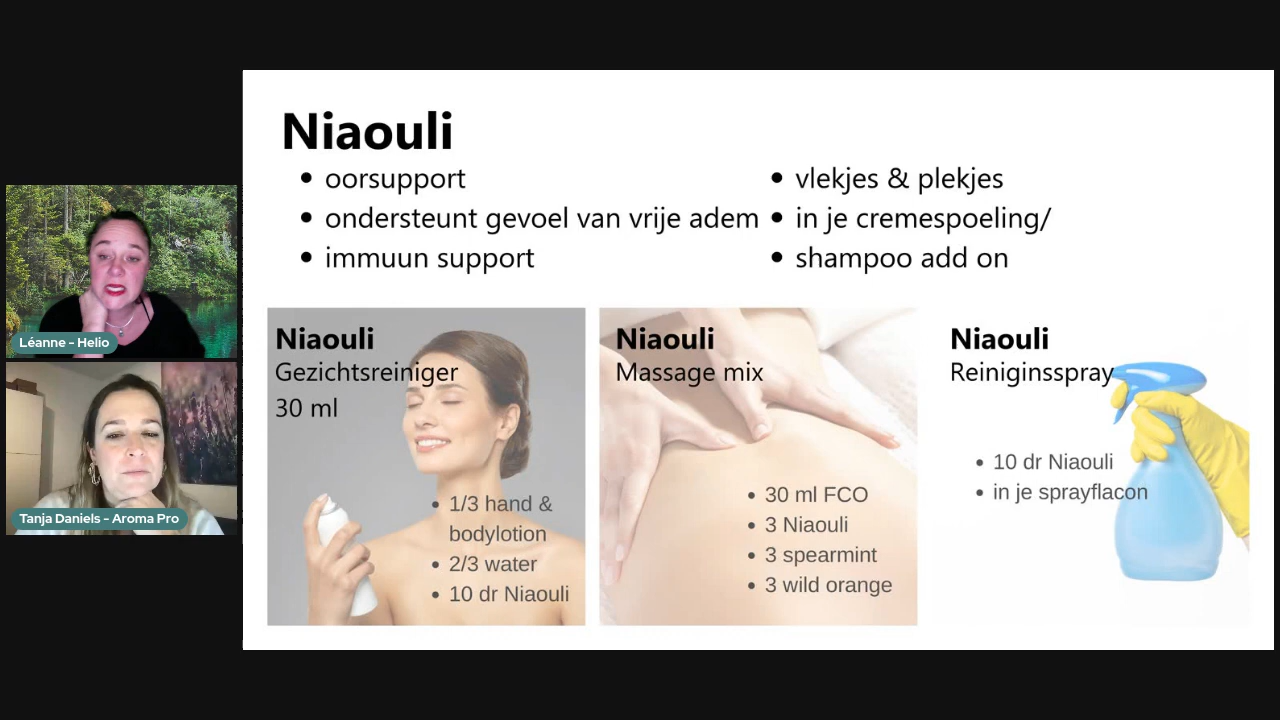 Niaouli
oorsupport
ondersteunt gevoel van vrije adem
immuun support
vlekjes & plekjes
in je cremespoeling/
shampoo add on
Niaouli
Gezichtsreiniger
30 ml
1/3 hand &
bodylotion
2/3 water
10 dr Niaouli
Niaouli
Massage mix
30 ml FCO
3 Niaouli
3 spearmint
3 wild orange
Niaouli
Reiniginsspray
10 dr Niaouli
in je sprayflacon
Léanne - Helio
Tanja Daniels - Aroma Pro